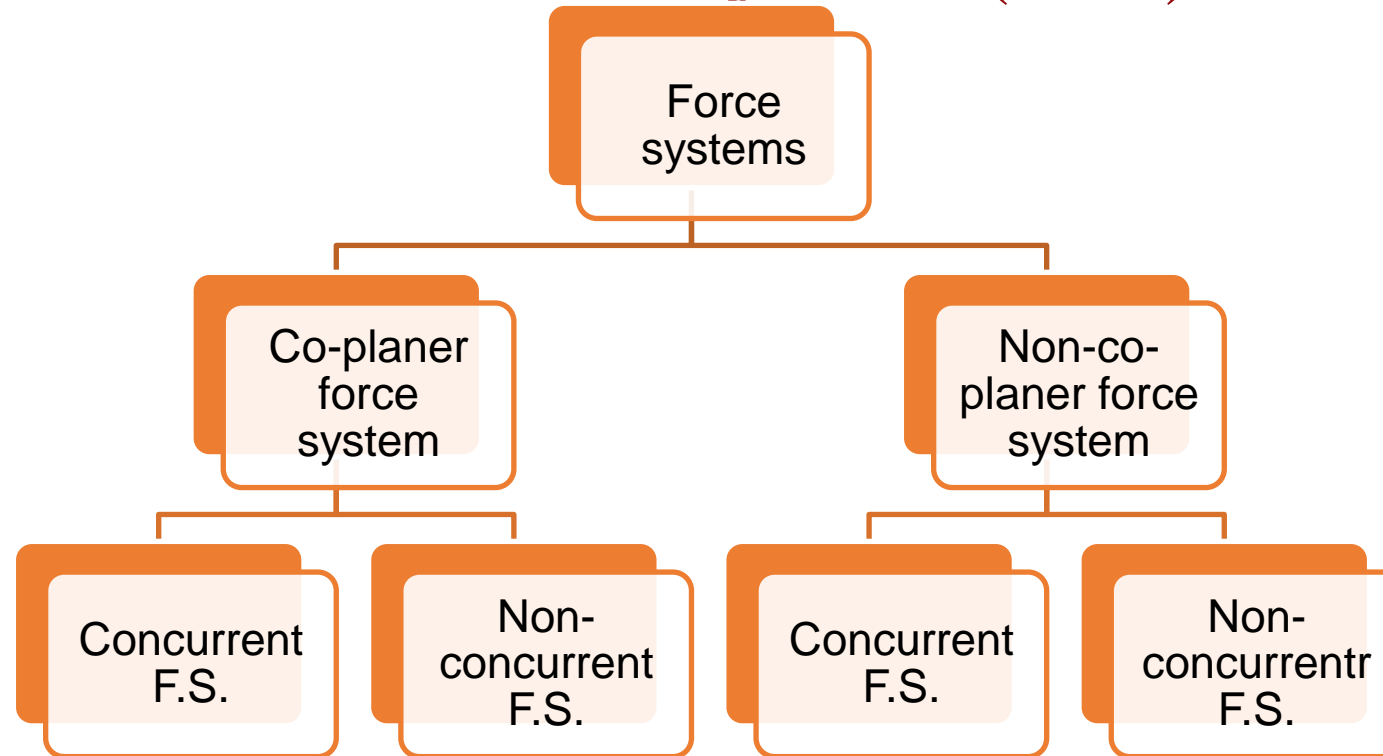 Force
systems
Co-planer
force
system
Non-co-
planer force
system
Concurrent
F.S.
Non-
concurrent
F.S.
Concurrent
F.S.
Non-
concurrentr
F.S.